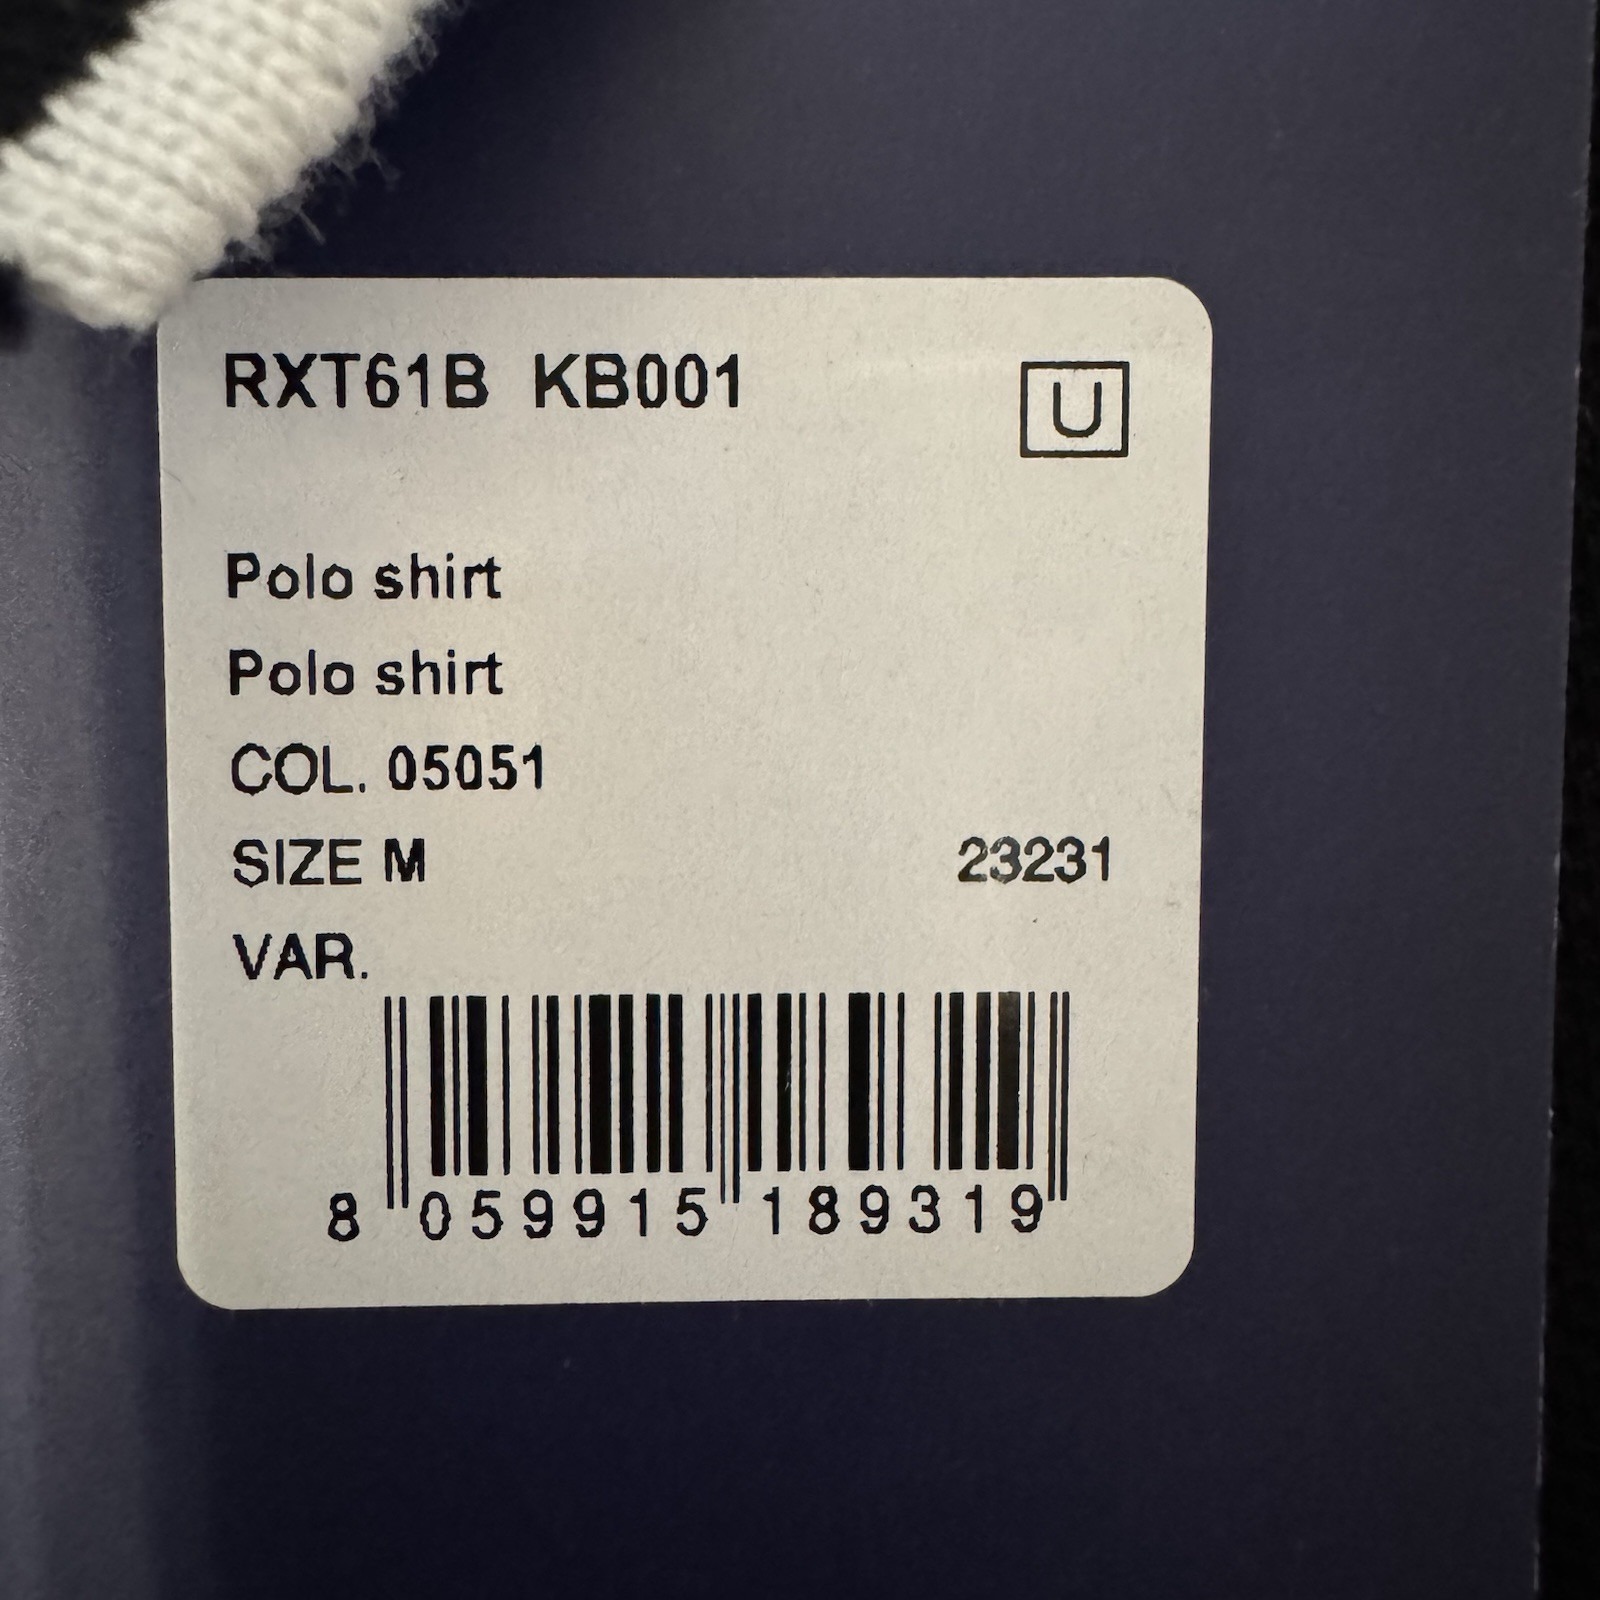 RXT61B KB001
U
Polo shirt
Polo shirt
COL. 05051
SIZE M 23231
VAR.
8 059915 189319